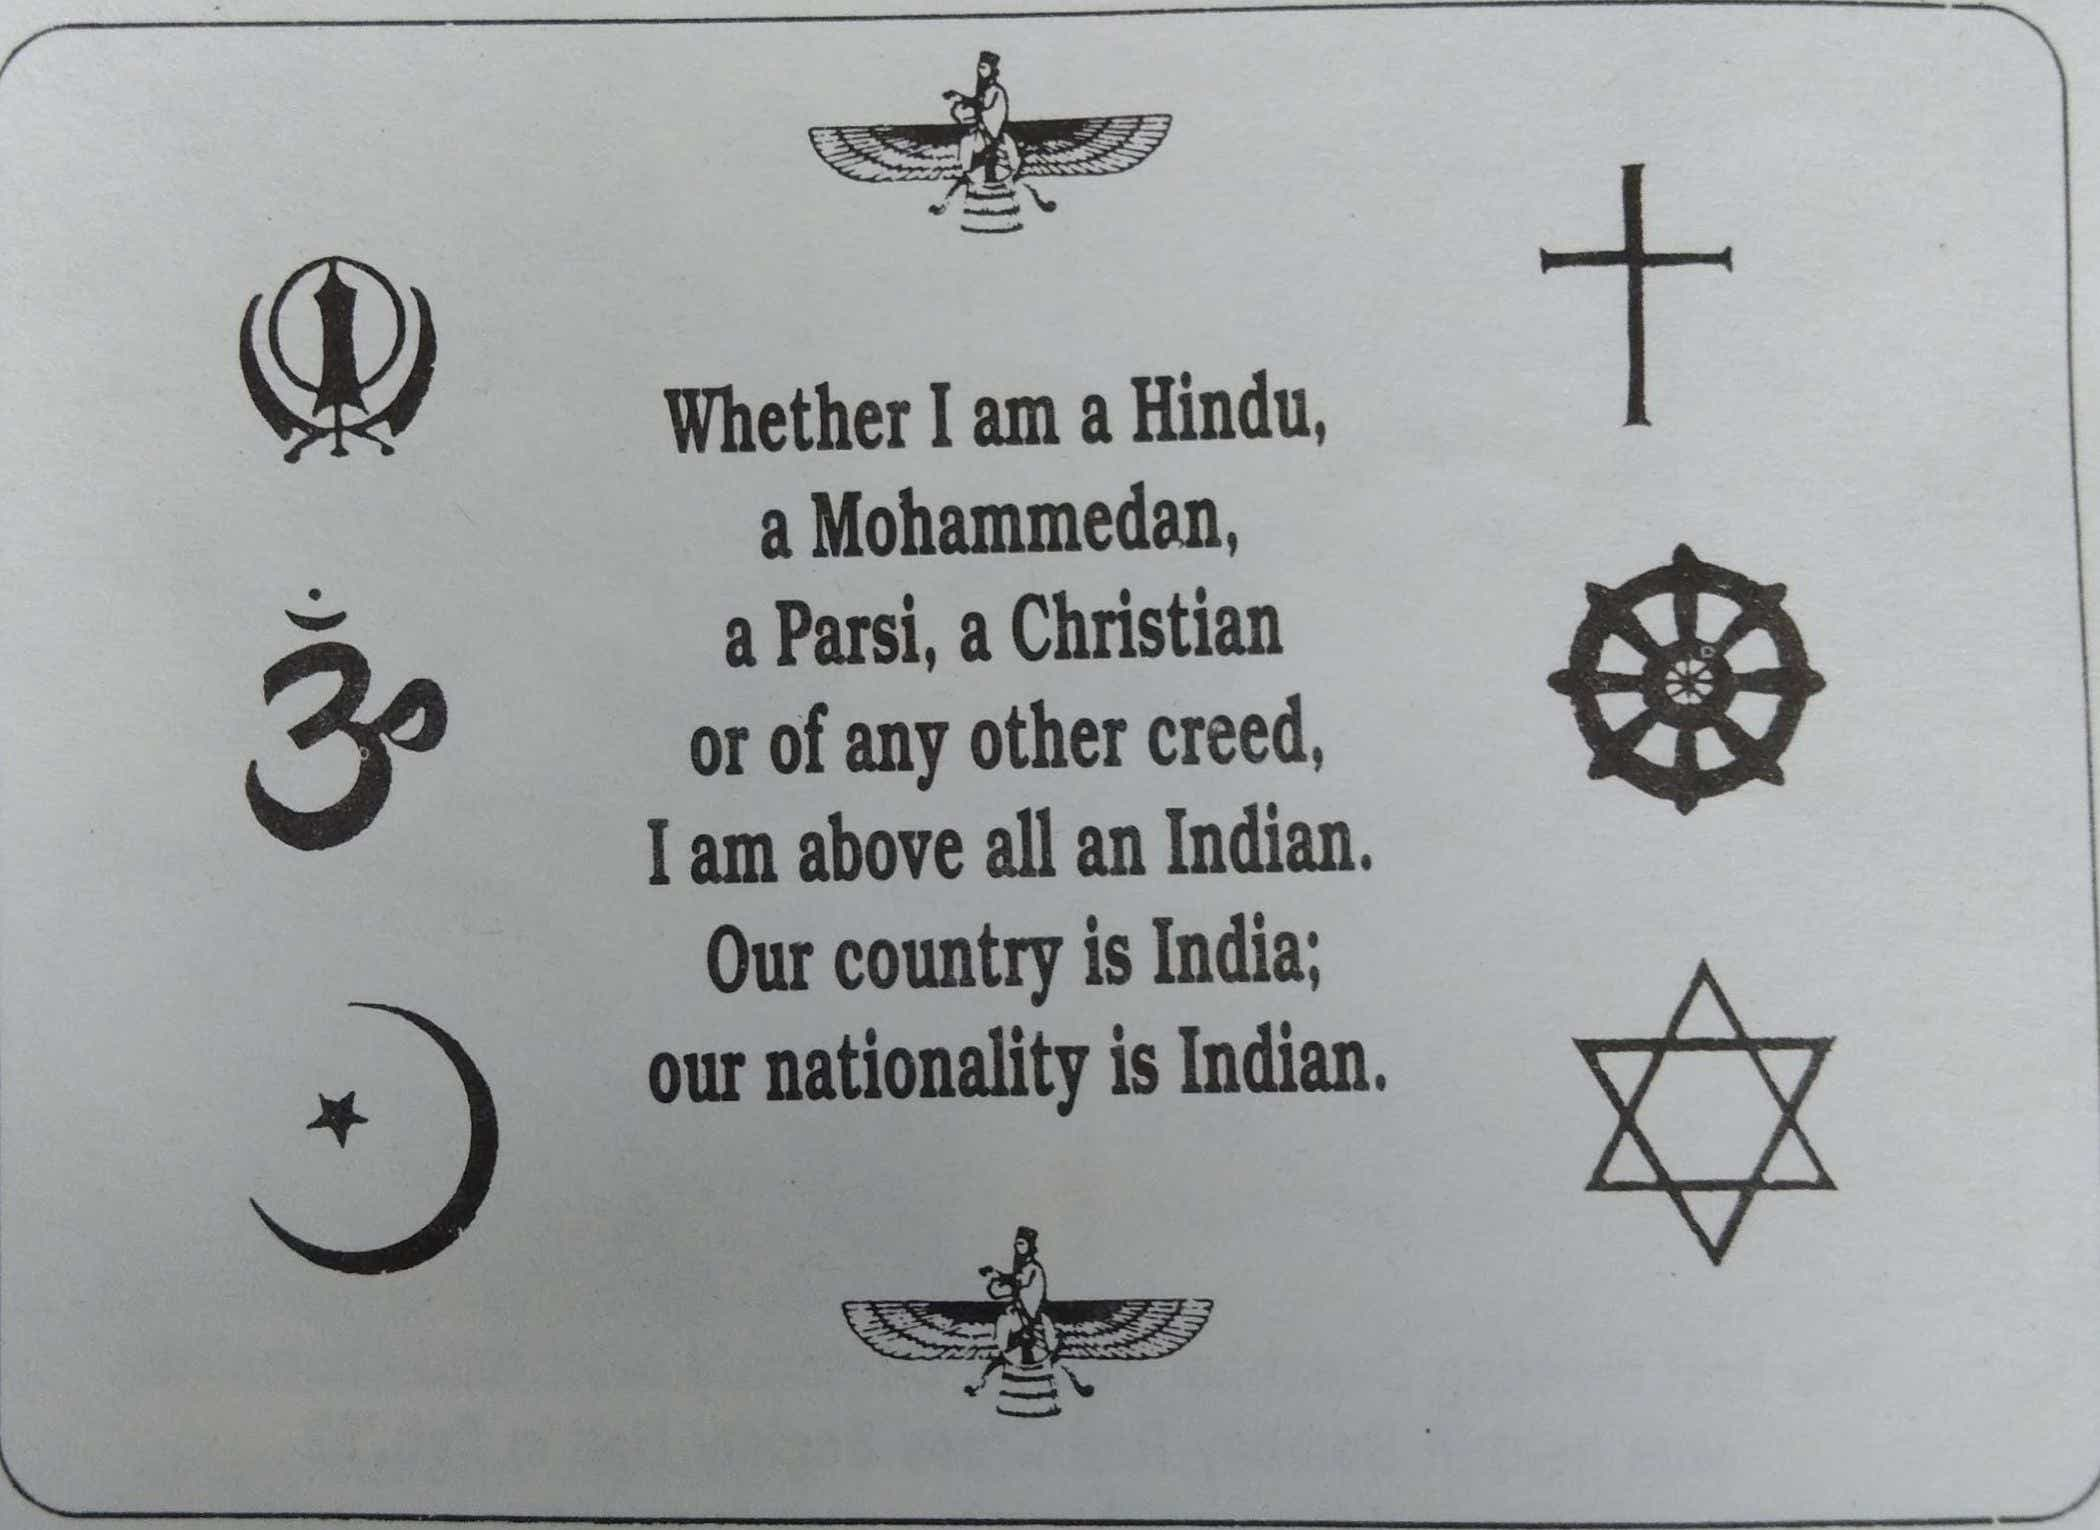 Whether I am a Hindu,
a Mohammedan,
a Parsi, a Christian
or of any other creed,
I am above all an Indian.
Our country is India;
our nationality is Indian.